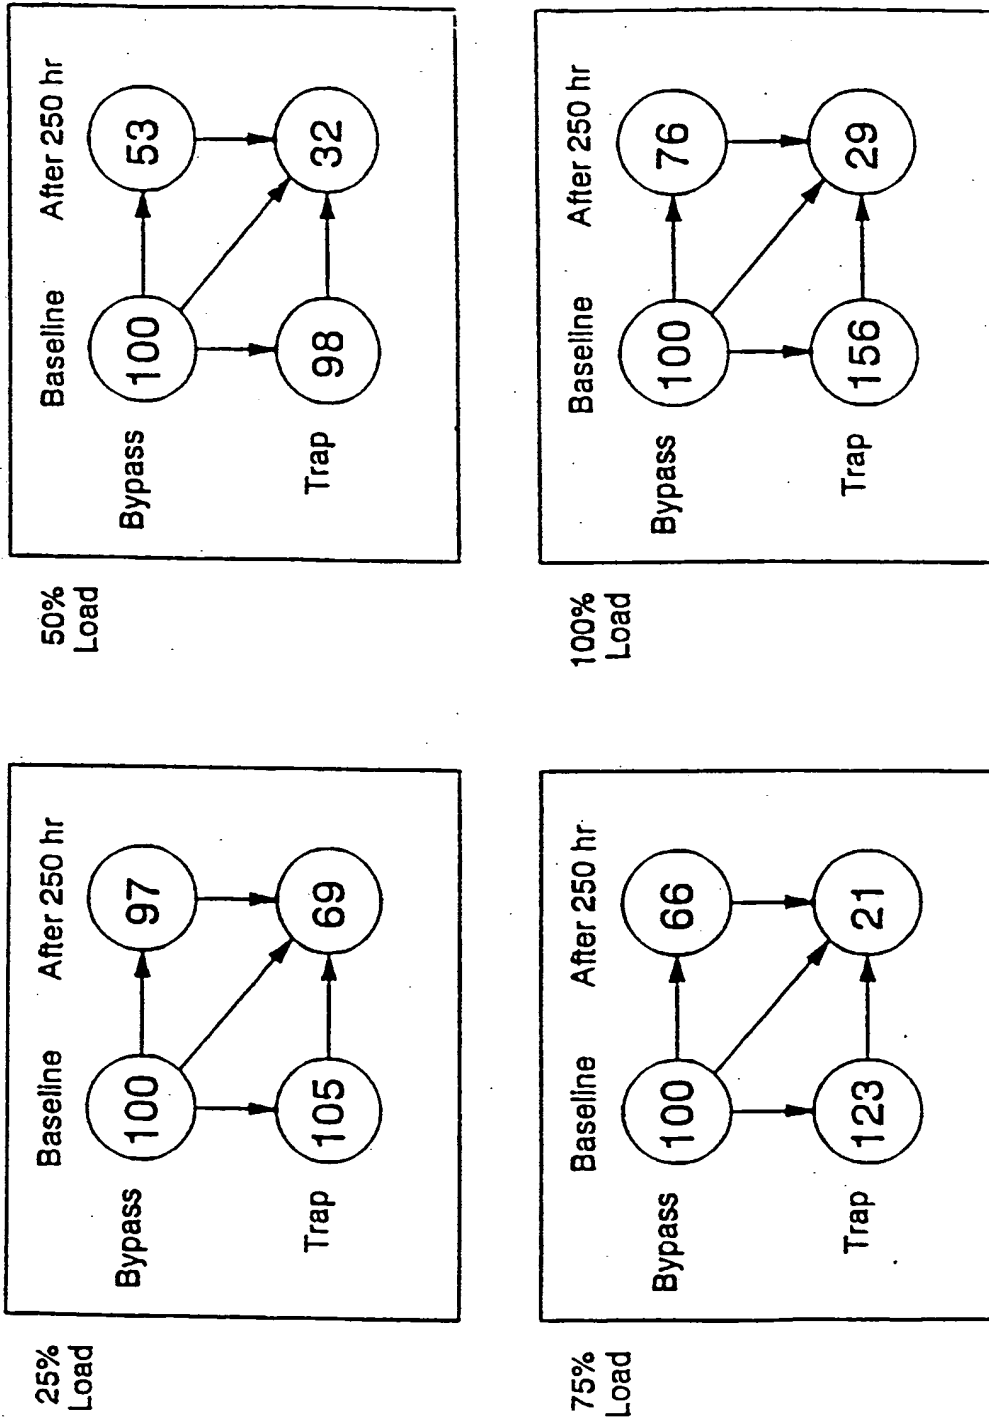 25%
Load
Baseline After 250 hr
Bypass 100 97
Trap 105 69
50%
Load
Baseline After 250 hr
Bypass 100 53
Trap 98 32
75%
Load
Baseline After 250 hr
Bypass 100 66
Trap 123 21
100%
Load
Baseline After 250 hr
Bypass 100 76
Trap 156 29